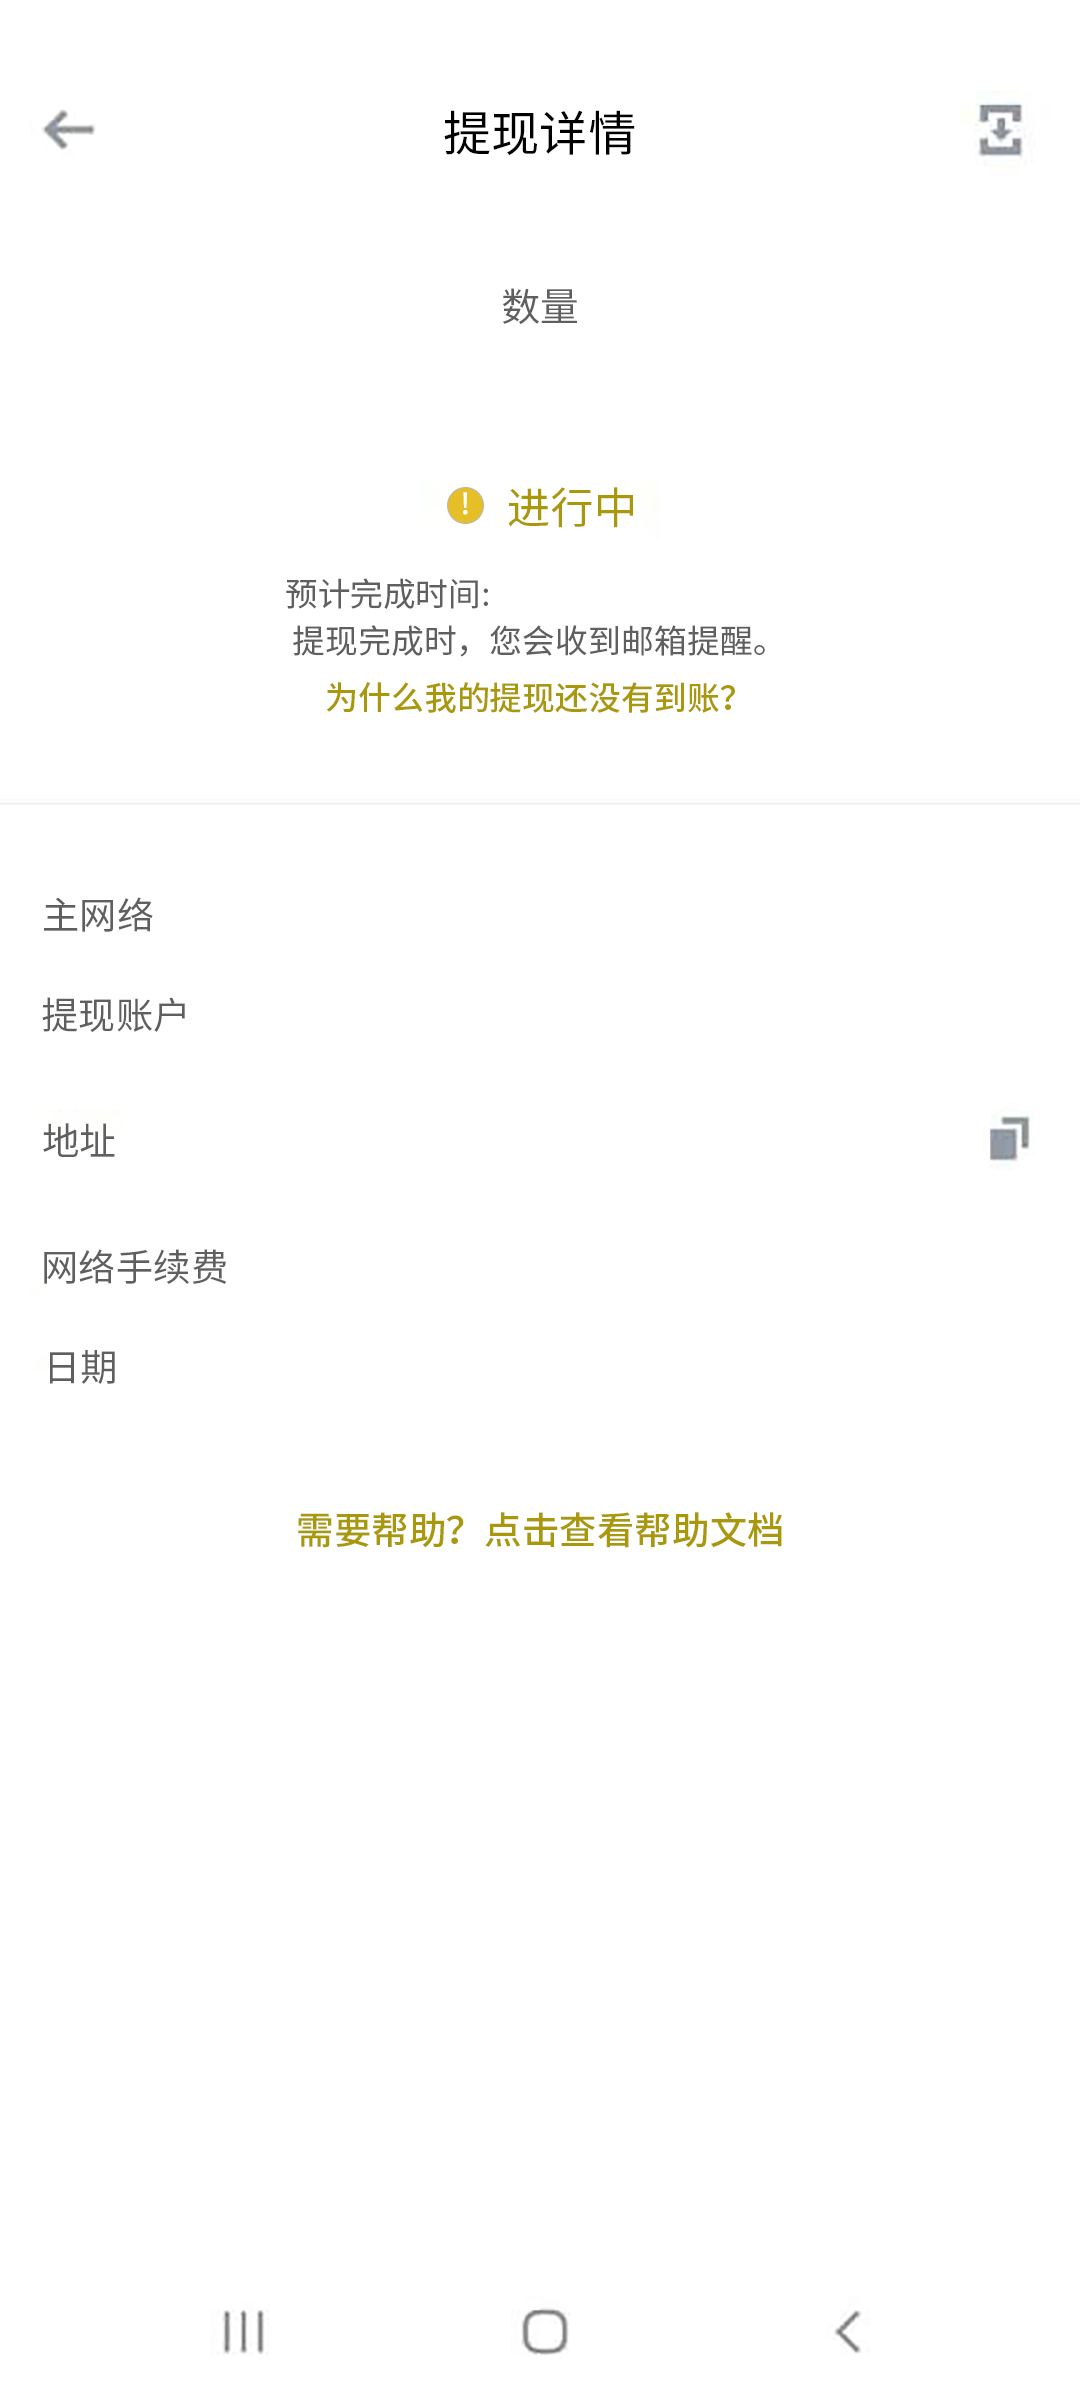 提现详情
数量
进行中
预计完成时间:
提现完成时，您会收到邮箱提醒。
为什么我的提现还没有到账？
主网络
提现账户
地址
网络手续费
日期
需要帮助？点击查看帮助文档